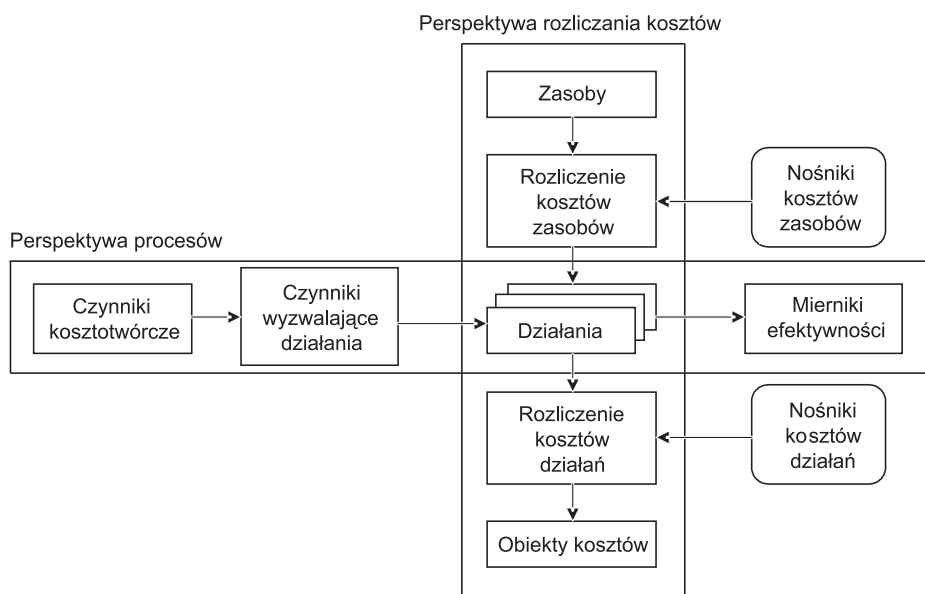 Perspektywa rozliczania kosztów
Zasoby
Rozliczenie
kosztów
zasobów
Nośniki
kosztów
zasobów
Perspektywa procesów
Czynniki
kosztotwórcze
Czynniki
wyzwalające
działania
Działania
Mierniki
efektywności
Rozliczenie
kosztów
działań
Nośniki
kosztów
działań
Obiekty kosztów